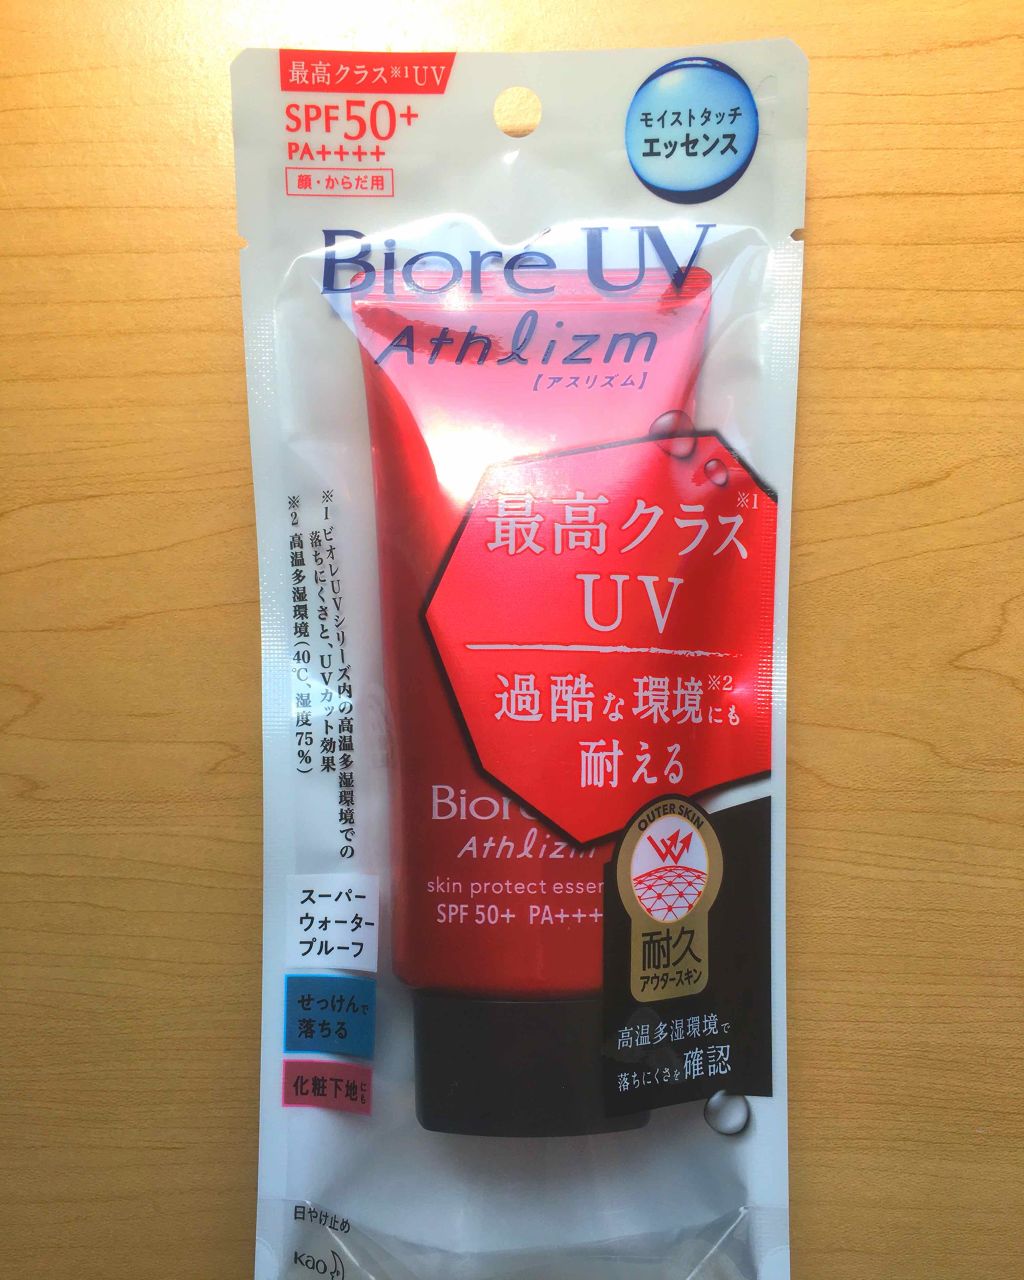 最高クラス※1UV
SPF50+
PA++++
顔・からだ用
モイストタッチ
エッセンス
Bioré UV
Athlizm
【アスリズム】
最高クラス※1
UV
過酷な環境※2にも
耐える
※1 ビオレUVシリーズ内の高温多湿環境での
落ちにくさと、UVカット効果
※2 高温多湿環境(40℃、湿度75%)
Bior
Athlizm
skin protect essen
SPF 50+ PA+++
OUTER SKIN
耐久
アウタースキン
高温多湿環境で
落ちにくさを確認
スーパー
ウォーター
プルーフ
せっけんで
落ちる
化粧下地にも
日やけ止め
Kao